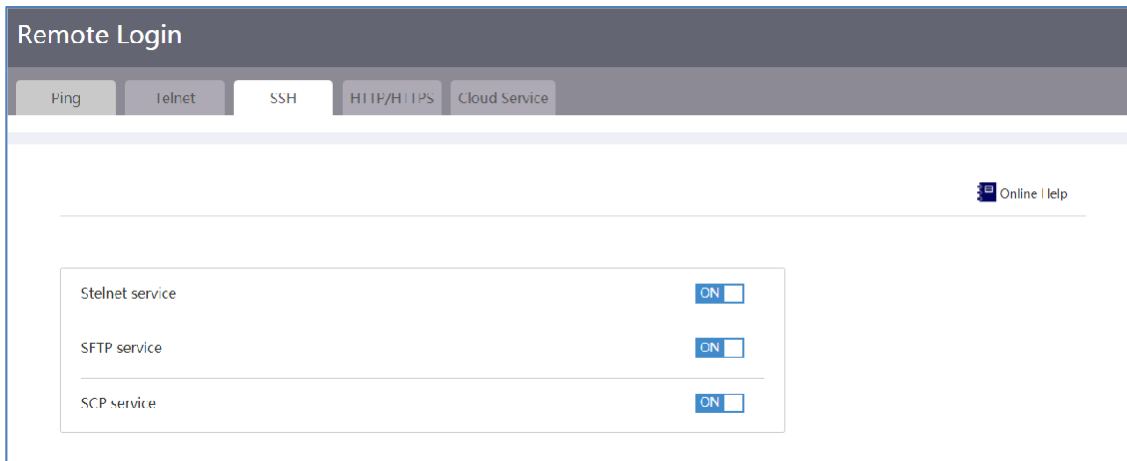 Remote Login
Ping Telnet SSH HTTP/HTTPS Cloud Service
Online Help
Stelnet service ON
SFTP service ON
SCP service ON